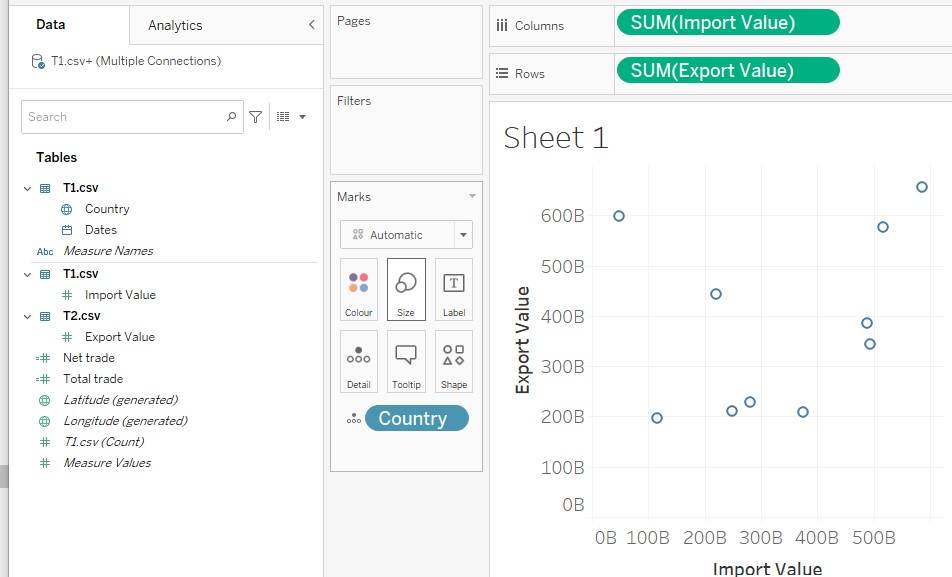 Data
Analytics
T1.csv+ (Multiple Connections)
Search
Tables
T1.csv
Country
Dates
Abc Measure Names
T1.csv
Import Value
T2.csv
Export Value
Net trade
Total trade
Latitude (generated)
Longitude (generated)
T1.csv (Count)
Measure Values
Pages
Filters
Marks
Automatic
Colour
Size
T
Label
Detail
Tooltip
Shape
Country
Columns
SUM(Import Value)
Rows
SUM(Export Value)
Sheet 1
Export Value
600B
500B
400B
300B
200B
100B
0B
0B 100B 200B 300B 400B 500B
Import Value